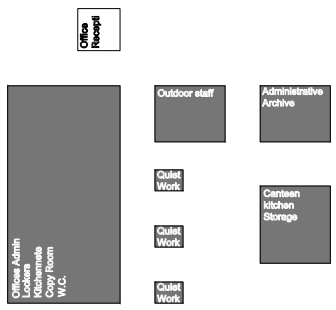 Office
Recepti
Outdoor staff
Administrative
Archive
Quiet
Work
Canteen
kitchen
Storage
Quiet
Work
Quiet
Work
Offices Admin
Lockers
Kitchennete
Copy Room
W.C.